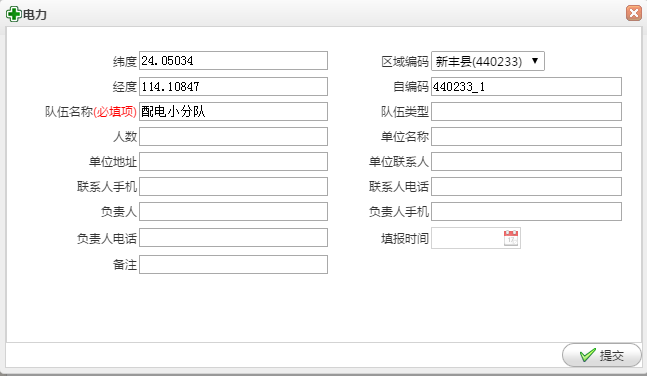 电力
纬度 24.05034 区域编码 新丰县(440233)
经度 114.10847 自编码 440233_1
队伍名称(必填项) 配电小分队 队伍类型
人数 单位名称
单位地址 单位联系人
联系人手机 联系人电话
负责人 负责人手机
负责人电话 填报时间
备注
提交